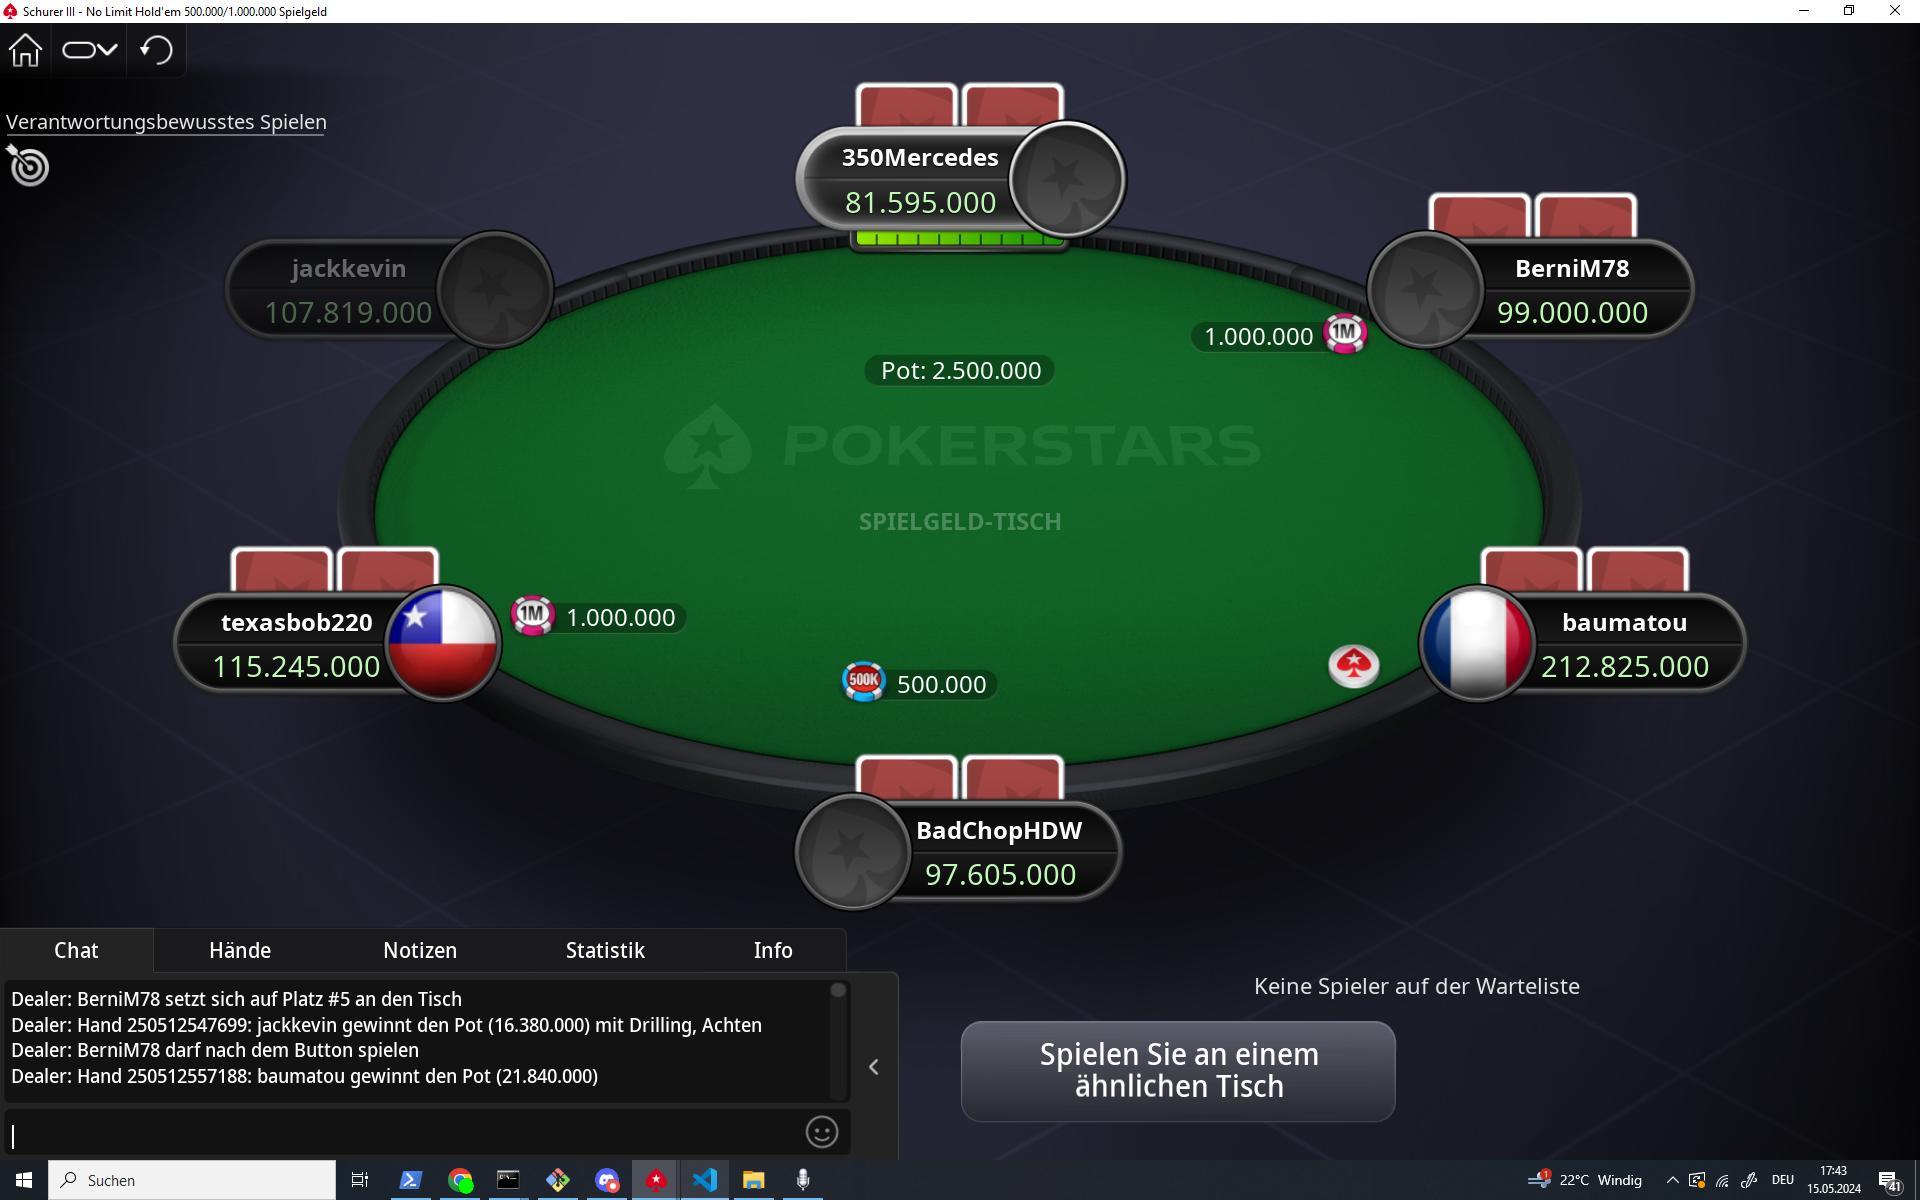 Schurer III - No Limit Hold'em 500.000/1.000.000 Spielgeld
Verantwortungsbewusstes Spielen
350Mercedes
81.595.000
jackkevin
107.819.000
BerniM78
99.000.000
1.000.000 1M
Pot: 2.500.000
POKERSTARS
SPIELGELD-TISCH
texasbob220
115.245.000
1M 1.000.000
baumatou
212.825.000
500K 500.000
BadChopHDW
97.605.000
Chat Hände Notizen Statistik Info
Dealer: BerniM78 setzt sich auf Platz #5 an den Tisch
Dealer: Hand 250512547699: jackkevin gewinnt den Pot (16.380.000) mit Drilling, Achten
Dealer: BerniM78 darf nach dem Button spielen
Dealer: Hand 250512557188: baumatou gewinnt den Pot (21.840.000)
Keine Spieler auf der Warteliste
Spielen Sie an einem
ähnlichen Tisch
Suchen
1 22°C Windig DEU 17:43
15.05.2024 41